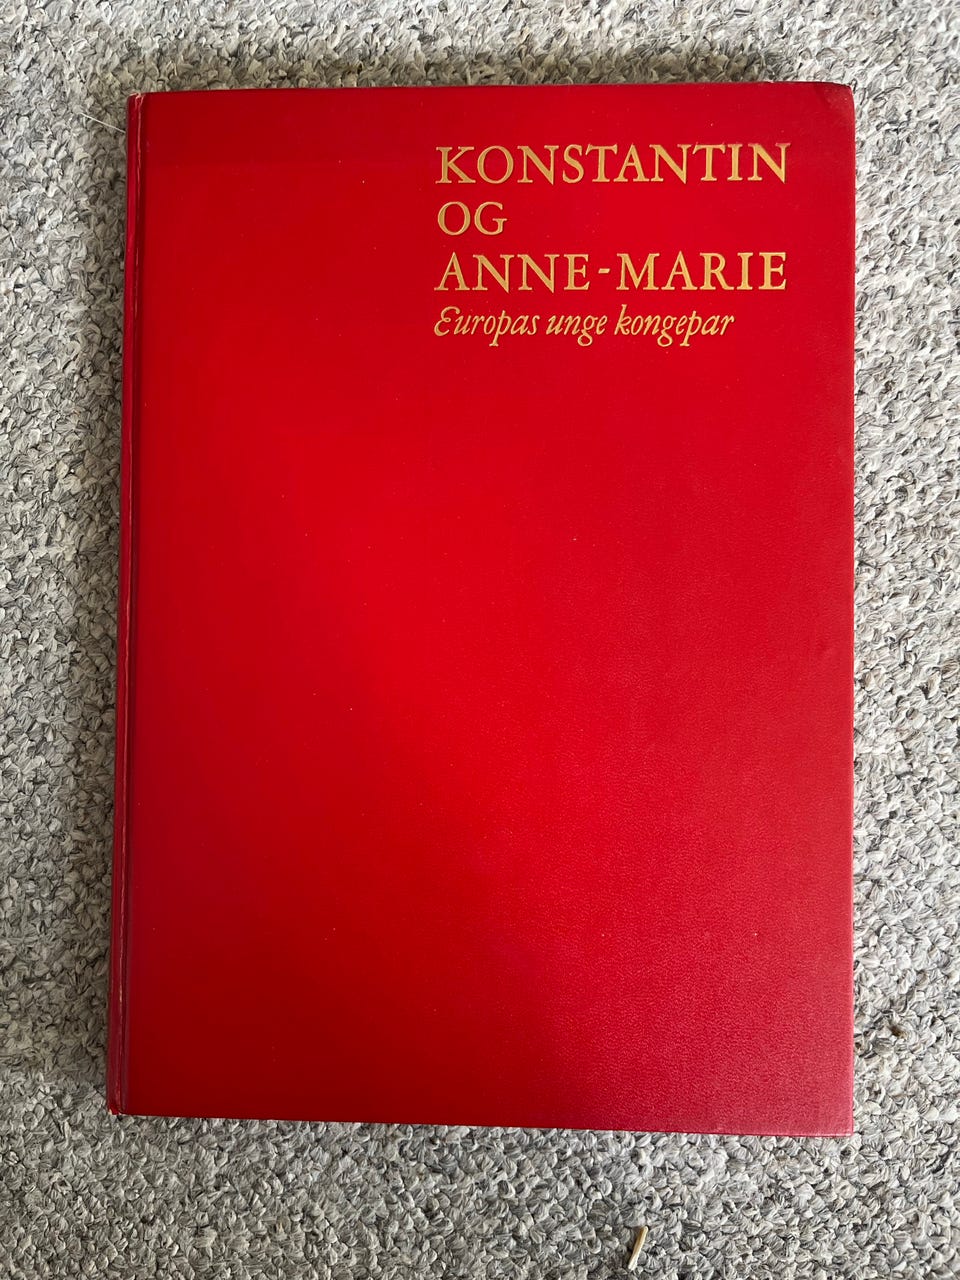 KONSTANTIN
OG
ANNE-MARIE
Europas unge kongepar